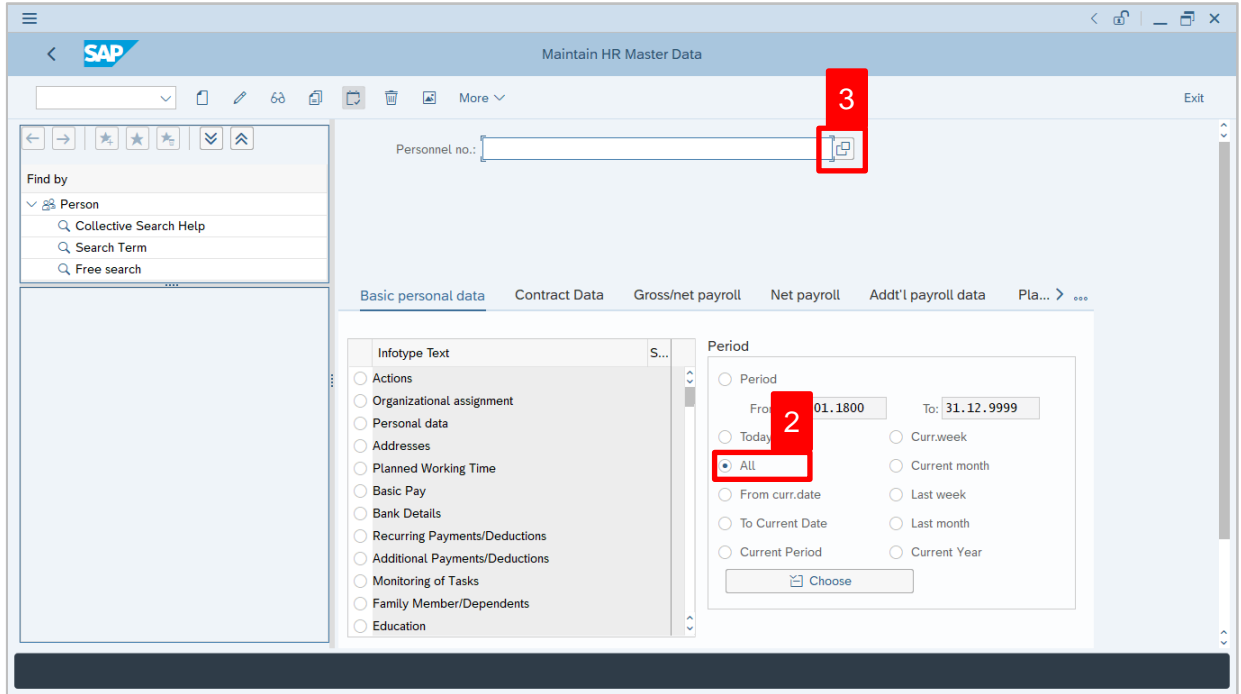 SAP
Maintain HR Master Data
More
Exit
3
Personnel no.:
Find by
Person
Collective Search Help
Search Term
Free search
Basic personal data Contract Data Gross/net payroll Net payroll Addt'l payroll data Pla...
Infotype Text S...
Actions
Organizational assignment
Personal data
Addresses
Planned Working Time
Basic Pay
Bank Details
Recurring Payments/Deductions
Additional Payments/Deductions
Monitoring of Tasks
Family Member/Dependents
Education
Period
Period
01.1800 To: 31.12.9999
2
Today Curr.week
All Current month
From curr.date Last week
To Current Date Last month
Current Period Current Year
Choose